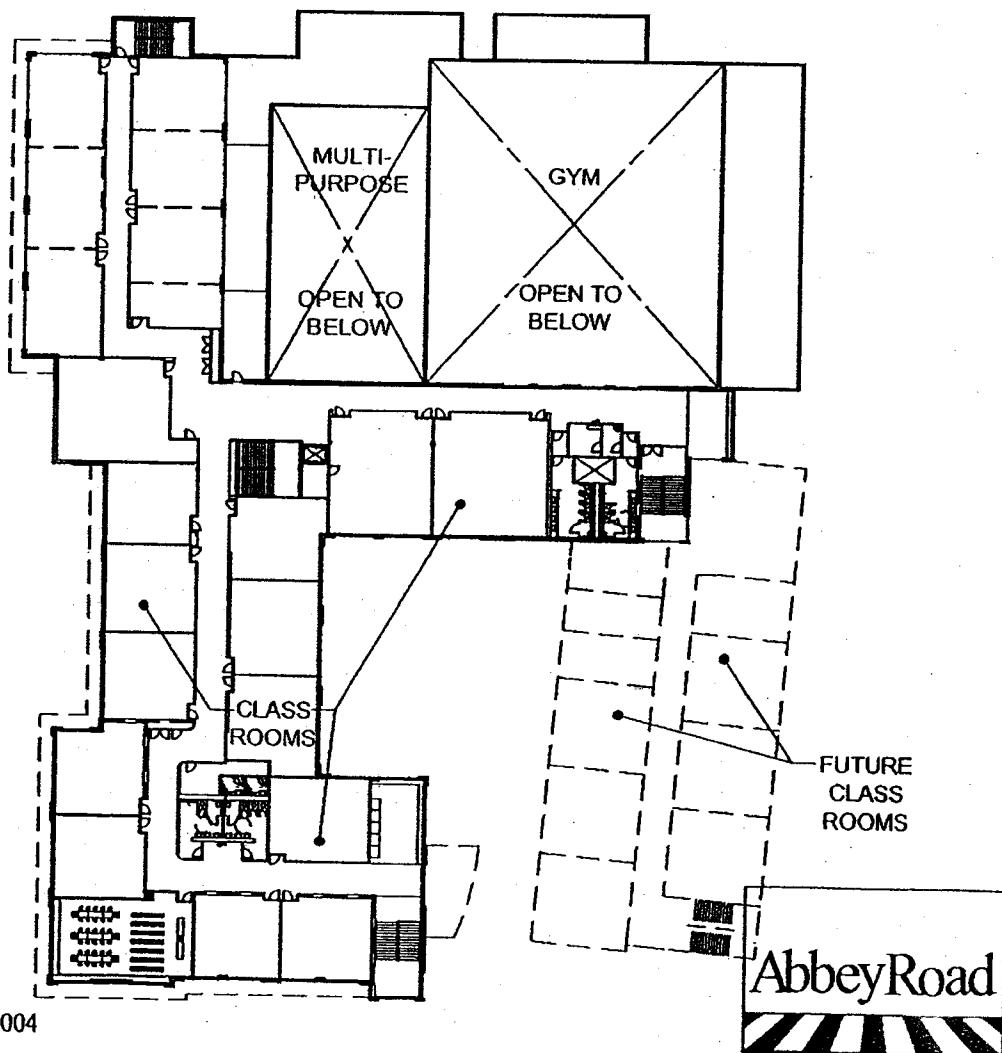 MULTI-
PURPOSE
OPEN TO
BELOW
GYM
OPEN TO
BELOW
CLASS
ROOMS
FUTURE
CLASS
ROOMS
AbbeyRoad
004